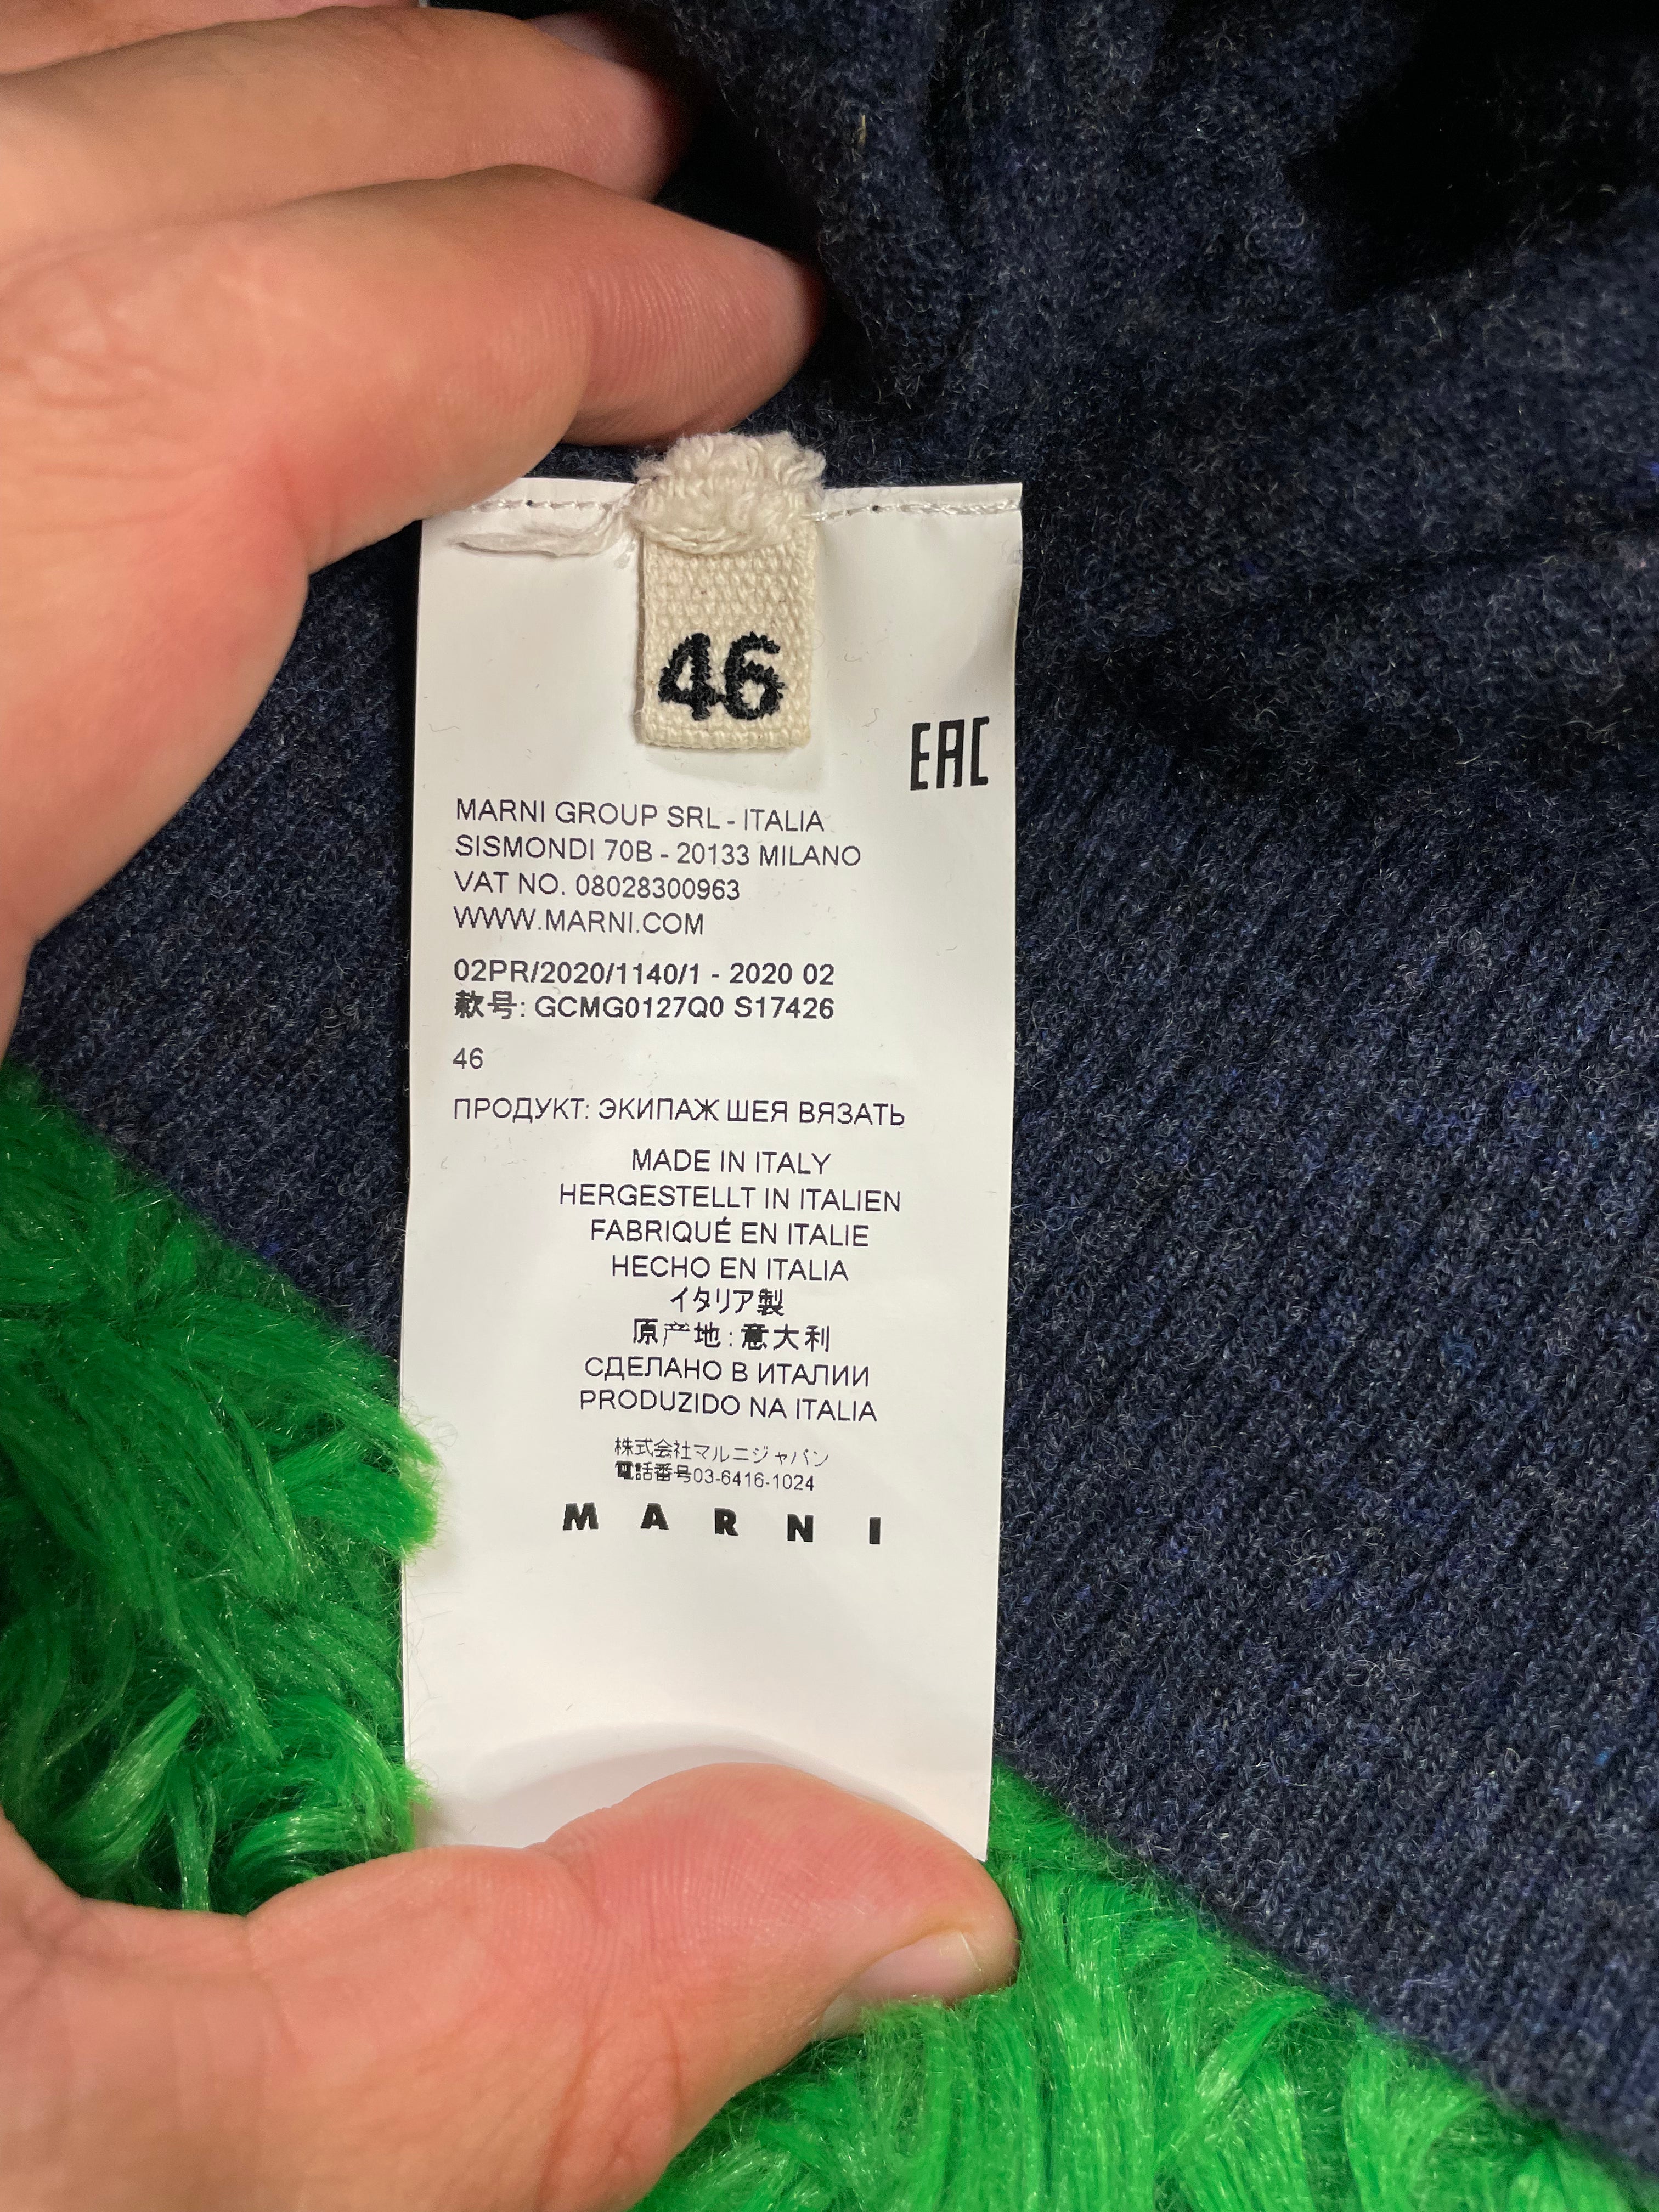 46
EAC
MARNI GROUP SRL - ITALIA
SISMONDI 70B - 20133 MILANO
VAT NO. 08028300963
WWW.MARNI.COM
02PR/2020/1140/1 - 2020 02
款号: GCMG0127Q0 S17426
46
ПРОДУКТ: ЭКИПАЖ ШЕЯ ВЯЗАТЬ
MADE IN ITALY
HERGESTELLT IN ITALIEN
FABRIQUÉ EN ITALIE
HECHO EN ITALIA
イタリア製
原产地: 意大利
СДЕЛАНО В ИТАЛИИ
PRODUZIDO NA ITALIA
株式会社マルニジャパン
電話番号03-6416-1024
MARNI